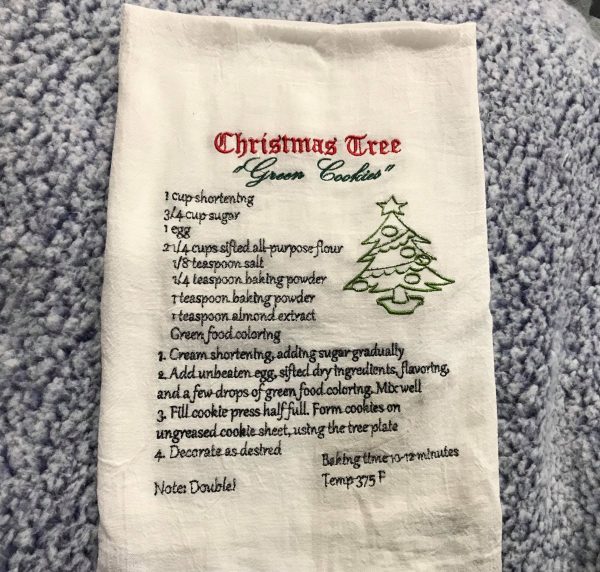 Christmas Tree
"Green Cookies"
1 cup shortening
3/4 cup sugar
1 egg
2 1/4 cups sifted all-purpose flour
1/8 teaspoon salt
1/4 teaspoon baking powder
1 teaspoon baking powder
1 teaspoon almond extract
Green food coloring
1. Cream shortening, adding sugar gradually
2. Add unbeaten egg, sifted dry ingredients, flavoring,
and a few drops of green food coloring. Mix well
3. Fill cookie press half full. Form cookies on
ungreased cookie sheet, using the tree plate
4. Decorate as desired
Baking time 10-12 minutes
Note: Double!
Temp 375 F